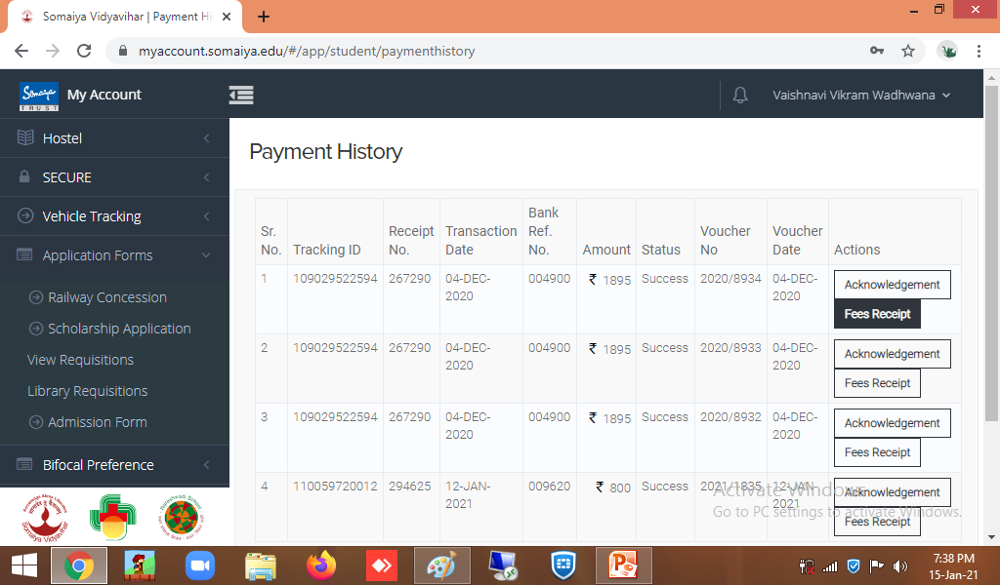 Somaiya Vidyavihar | Payment Hi
myaccount.somaiya.edu/#/app/student/paymenthistory
Somaiya
TRUST
My Account
Vaishnavi Vikram Wadhwana
Hostel
SECURE
Vehicle Tracking
Application Forms
Railway Concession
Scholarship Application
View Requisitions
Library Requisitions
Admission Form
Bifocal Preference
Somaiya Vidyavihar
Payment History
Sr. No. Tracking ID Receipt No. Transaction Date Bank Ref. No. Amount Status Voucher No Voucher Date Actions
1 109029522594 267290 04-DEC-2020 004900 ₹ 1895 Success 2020/8934 04-DEC-2020 Acknowledgement
Fees Receipt
2 109029522594 267290 04-DEC-2020 004900 ₹ 1895 Success 2020/8933 04-DEC-2020 Acknowledgement
Fees Receipt
3 109029522594 267290 04-DEC-2020 004900 ₹ 1895 Success 2020/8932 04-DEC-2020 Acknowledgement
Fees Receipt
4 110059720012 294625 12-JAN-2021 009620 ₹ 800 Success 2021/1835 12-JAN-2021 Acknowledgement
Fees Receipt
Activate Windows
Go to PC settings to activate Windows.
7:38 PM
15-Jan-21